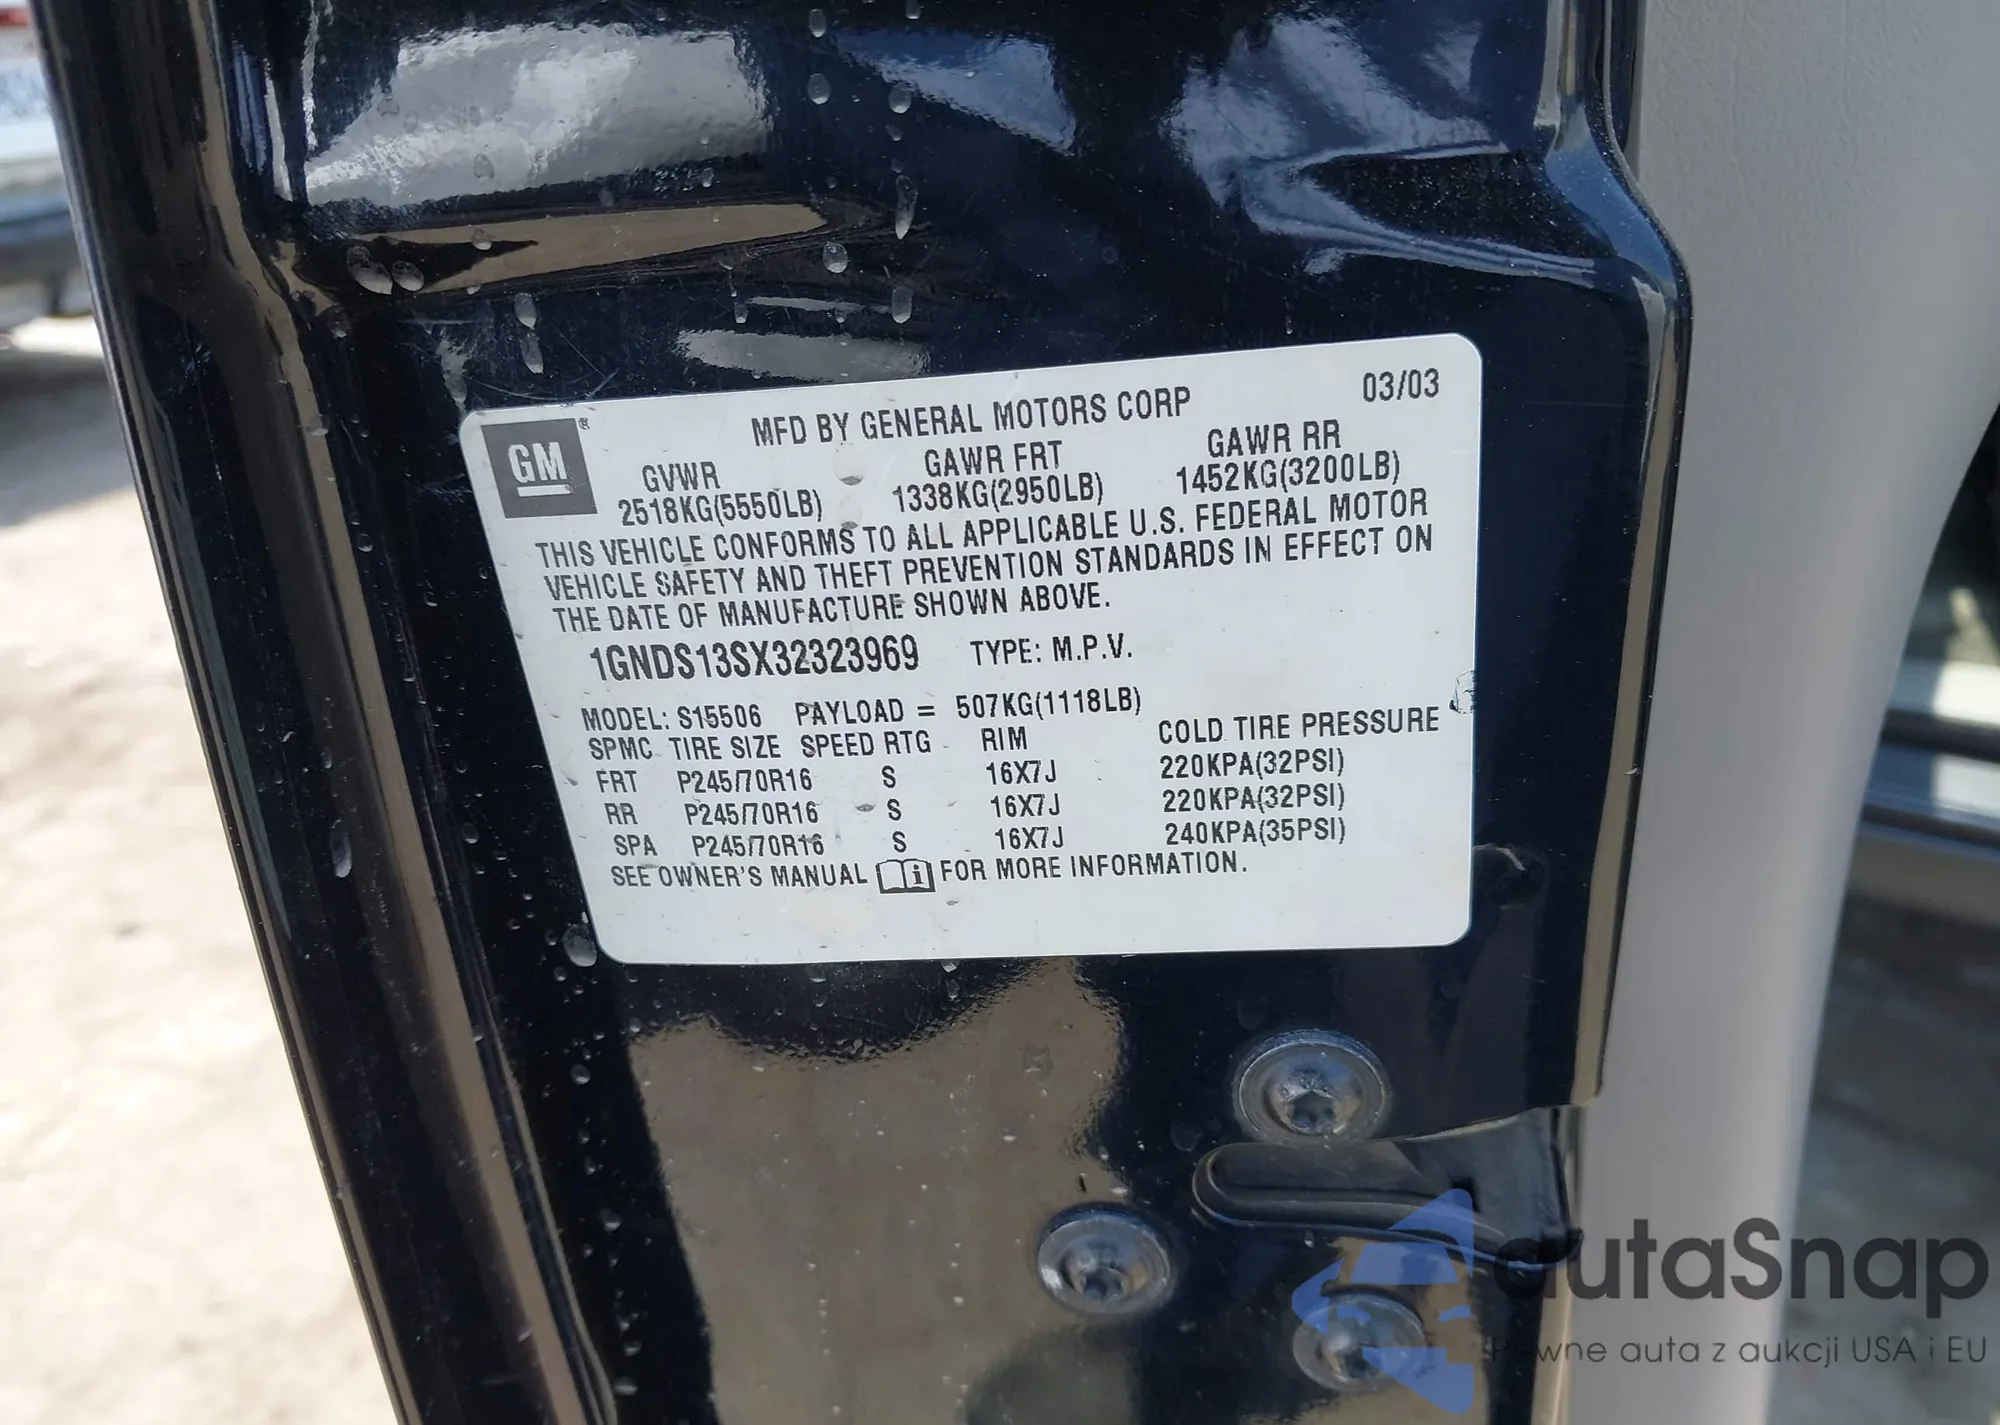 03/03
MFD BY GENERAL MOTORS CORP
GM®
GVWR GAWR FRT GAWR RR
2518KG(5550LB) 1338KG(2950LB) 1452KG(3200LB)
THIS VEHICLE CONFORMS TO ALL APPLICABLE U.S. FEDERAL MOTOR
VEHICLE SAFETY AND THEFT PREVENTION STANDARDS IN EFFECT ON
THE DATE OF MANUFACTURE SHOWN ABOVE.
1GNDS13SX32323969 TYPE: M.P.V.
MODEL: S15506 PAYLOAD = 507KG(1118LB)
SPMC TIRE SIZE SPEED RTG RIM COLD TIRE PRESSURE
FRT P245/70R16 S 16X7J 220KPA(32PSI)
RR P245/70R16 S 16X7J 220KPA(32PSI)
SPA P245/70R16 S 16X7J 240KPA(35PSI)
SEE OWNER'S MANUAL FOR MORE INFORMATION.
autaSnap
Pewne auta z aukcji USA i EU